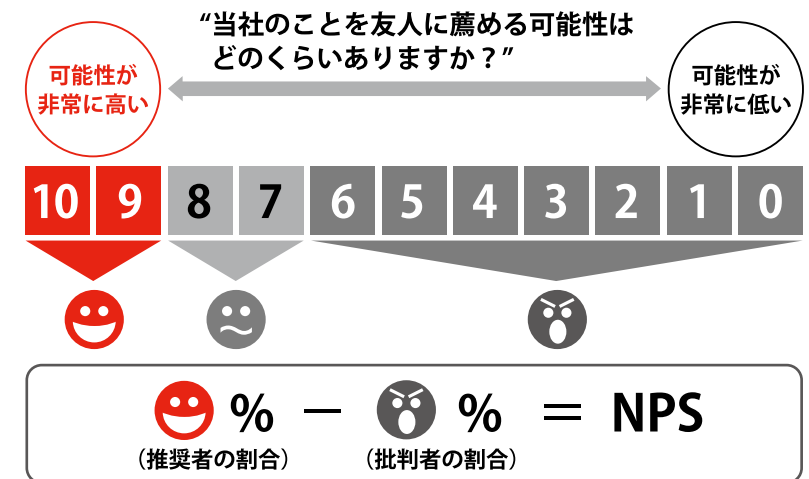 “当社のことを友人に薦める可能性は
どのくらいありますか？”
可能性が
非常に高い
可能性が
非常に低い
10 9 8 7 6 5 4 3 2 1 0
% − % = NPS
（推奨者の割合） （批判者の割合）